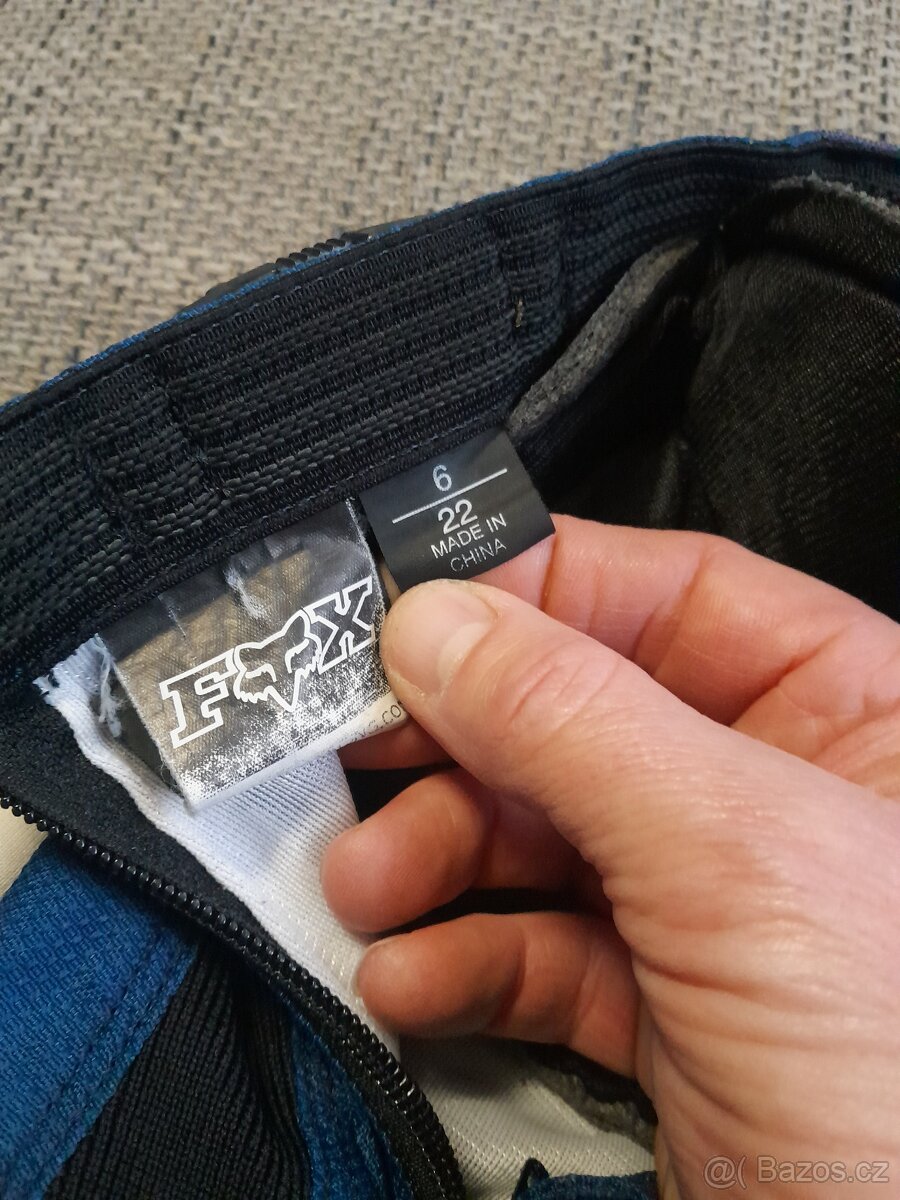 6
22
MADE IN
CHINA
FOX
@( Bazos.cz